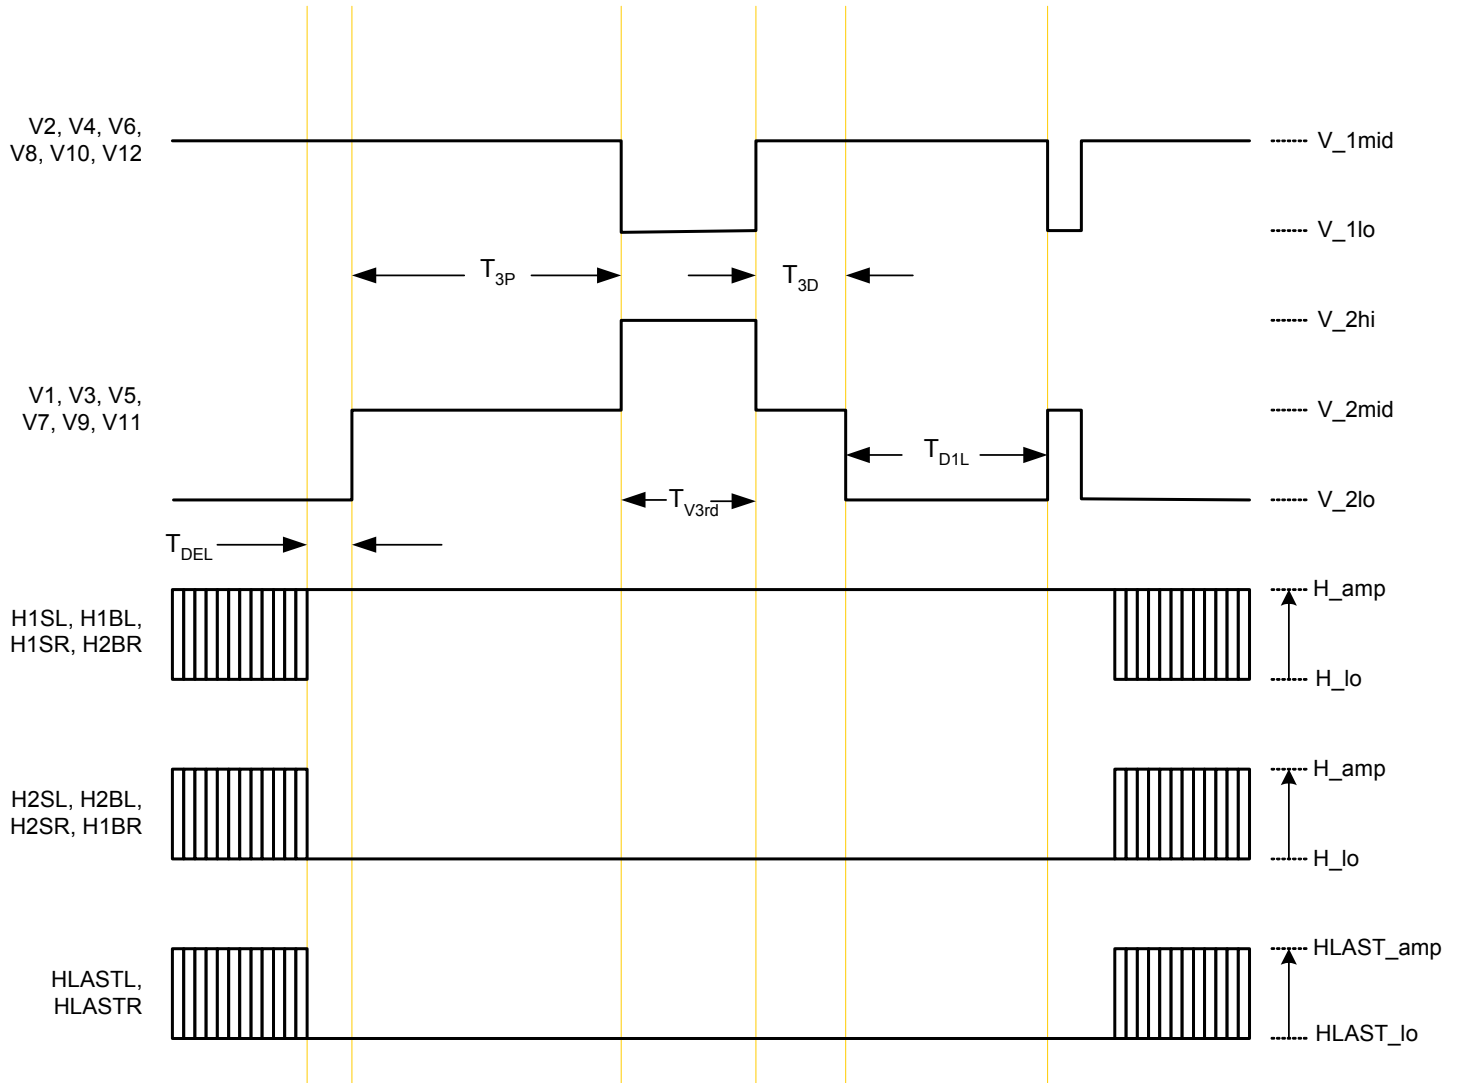 V2, V4, V6,
V8, V10, V12
V_1mid
V_1lo
T3P
T3D
V_2hi
V1, V3, V5,
V7, V9, V11
V_2mid
TD1L
TV3rd
V_2lo
TDEL
H1SL, H1BL,
H1SR, H2BR
H_amp
H_lo
H2SL, H2BL,
H2SR, H1BR
H_amp
H_lo
HLASTL,
HLASTR
HLAST_amp
HLAST_lo